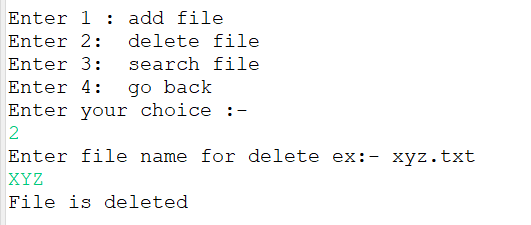 Enter 1 : add file
Enter 2:  delete file
Enter 3:  search file
Enter 4:  go back
Enter your choice :-
2
Enter file name for delete ex:- xyz.txt
XYZ
File is deleted